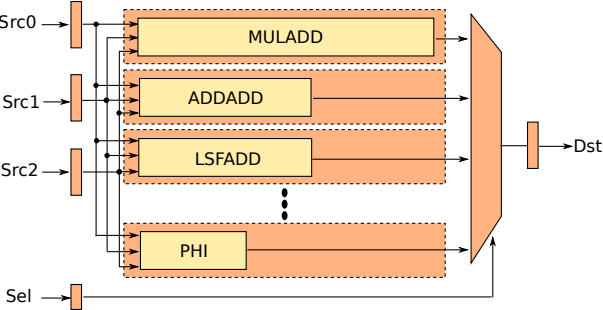 Src0
MULADD
ADDADD
Src1
Dst
LSFADD
Src2
PHI
Sel